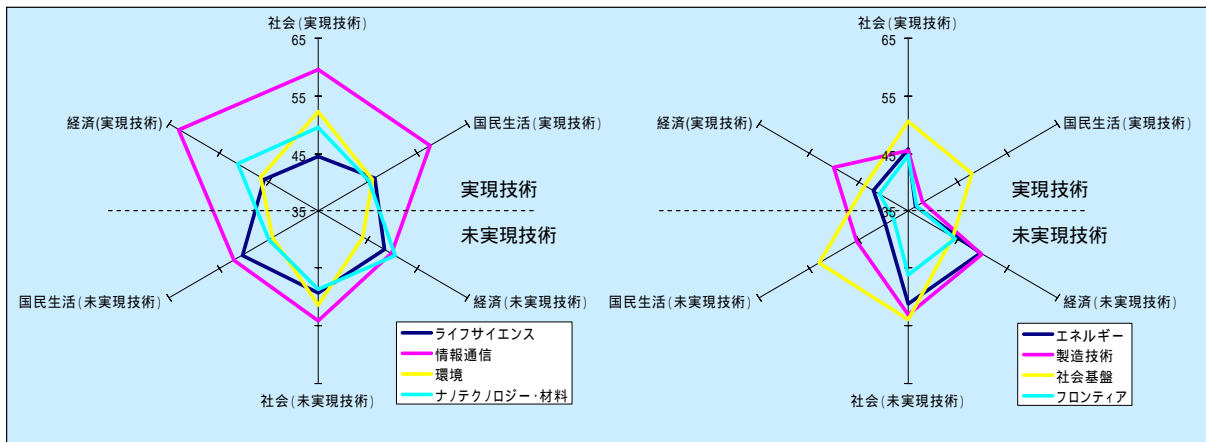 社会(実現技術)
65
55
45
35
経済(実現技術)
国民生活(実現技術)
実現技術
未実現技術
国民生活(未実現技術)
経済(未実現技術)
社会(未実現技術)
ライフサイエンス
情報通信
環境
ナノテクノロジー・材料
社会(実現技術)
65
55
45
35
経済(実現技術)
国民生活(実現技術)
実現技術
未実現技術
国民生活(未実現技術)
経済(未実現技術)
社会(未実現技術)
エネルギー
製造技術
社会基盤
フロンティア